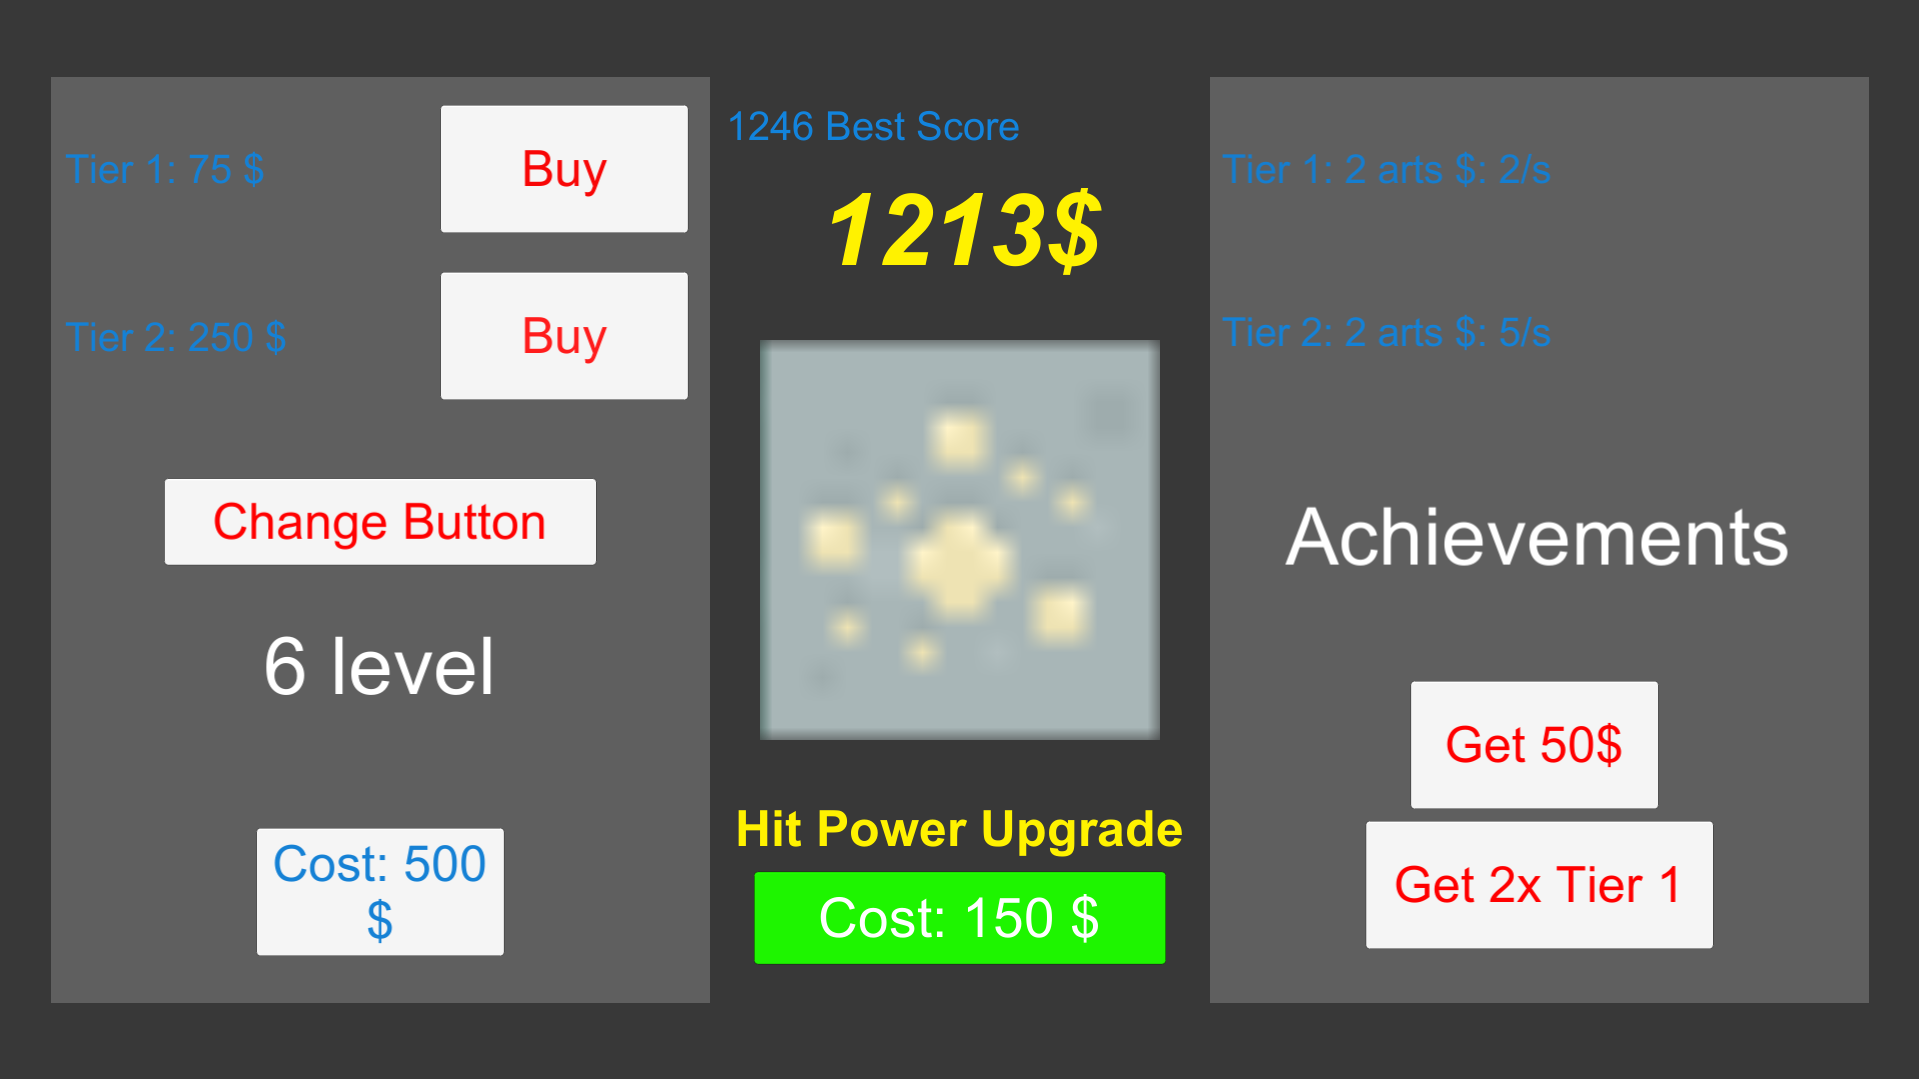 Tier 1: 75 $
Buy
Tier 2: 250 $
Buy
Change Button
6 level
Cost: 500
$
1246 Best Score
1213$
Hit Power Upgrade
Cost: 150 $
Tier 1: 2 arts $: 2/s
Tier 2: 2 arts $: 5/s
Achievements
Get 50$
Get 2x Tier 1